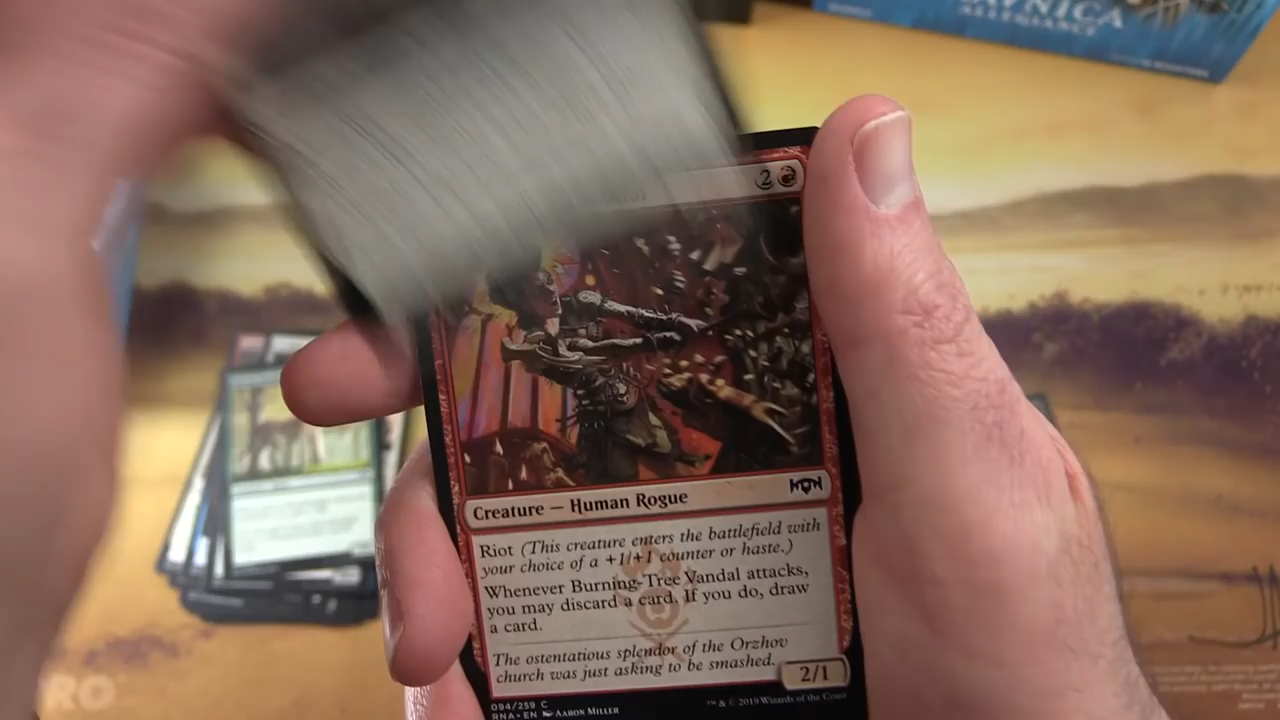 RAVNICA
ALLEGIANCE
2
Creature — Human Rogue
Riot (This creature enters the battlefield with
your choice of a +1/+1 counter or haste.)
Whenever Burning-Tree Vandal attacks,
you may discard a card. If you do, draw
a card.
The ostentatious splendor of the Orzhov
church was just asking to be smashed.
2/1
094/259 C
RNA • EN Aaron Miller
™ & © 2019 Wizards of the Coast
RO